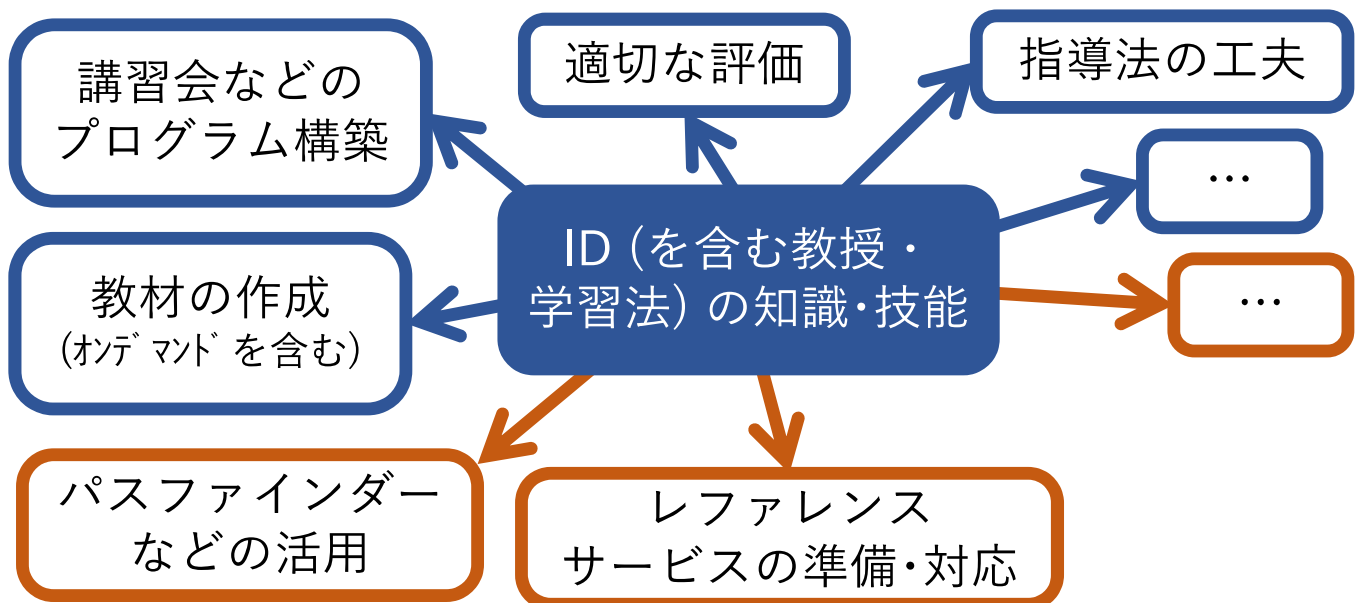 講習会などの
プログラム構築
適切な評価
指導法の工夫
…
ID（を含む教授・
学習法）の知識･技能
教材の作成
(ｵﾝﾃﾞﾏﾝﾄﾞを含む)
…
パスファインダー
などの活用
レファレンス
サービスの準備･対応